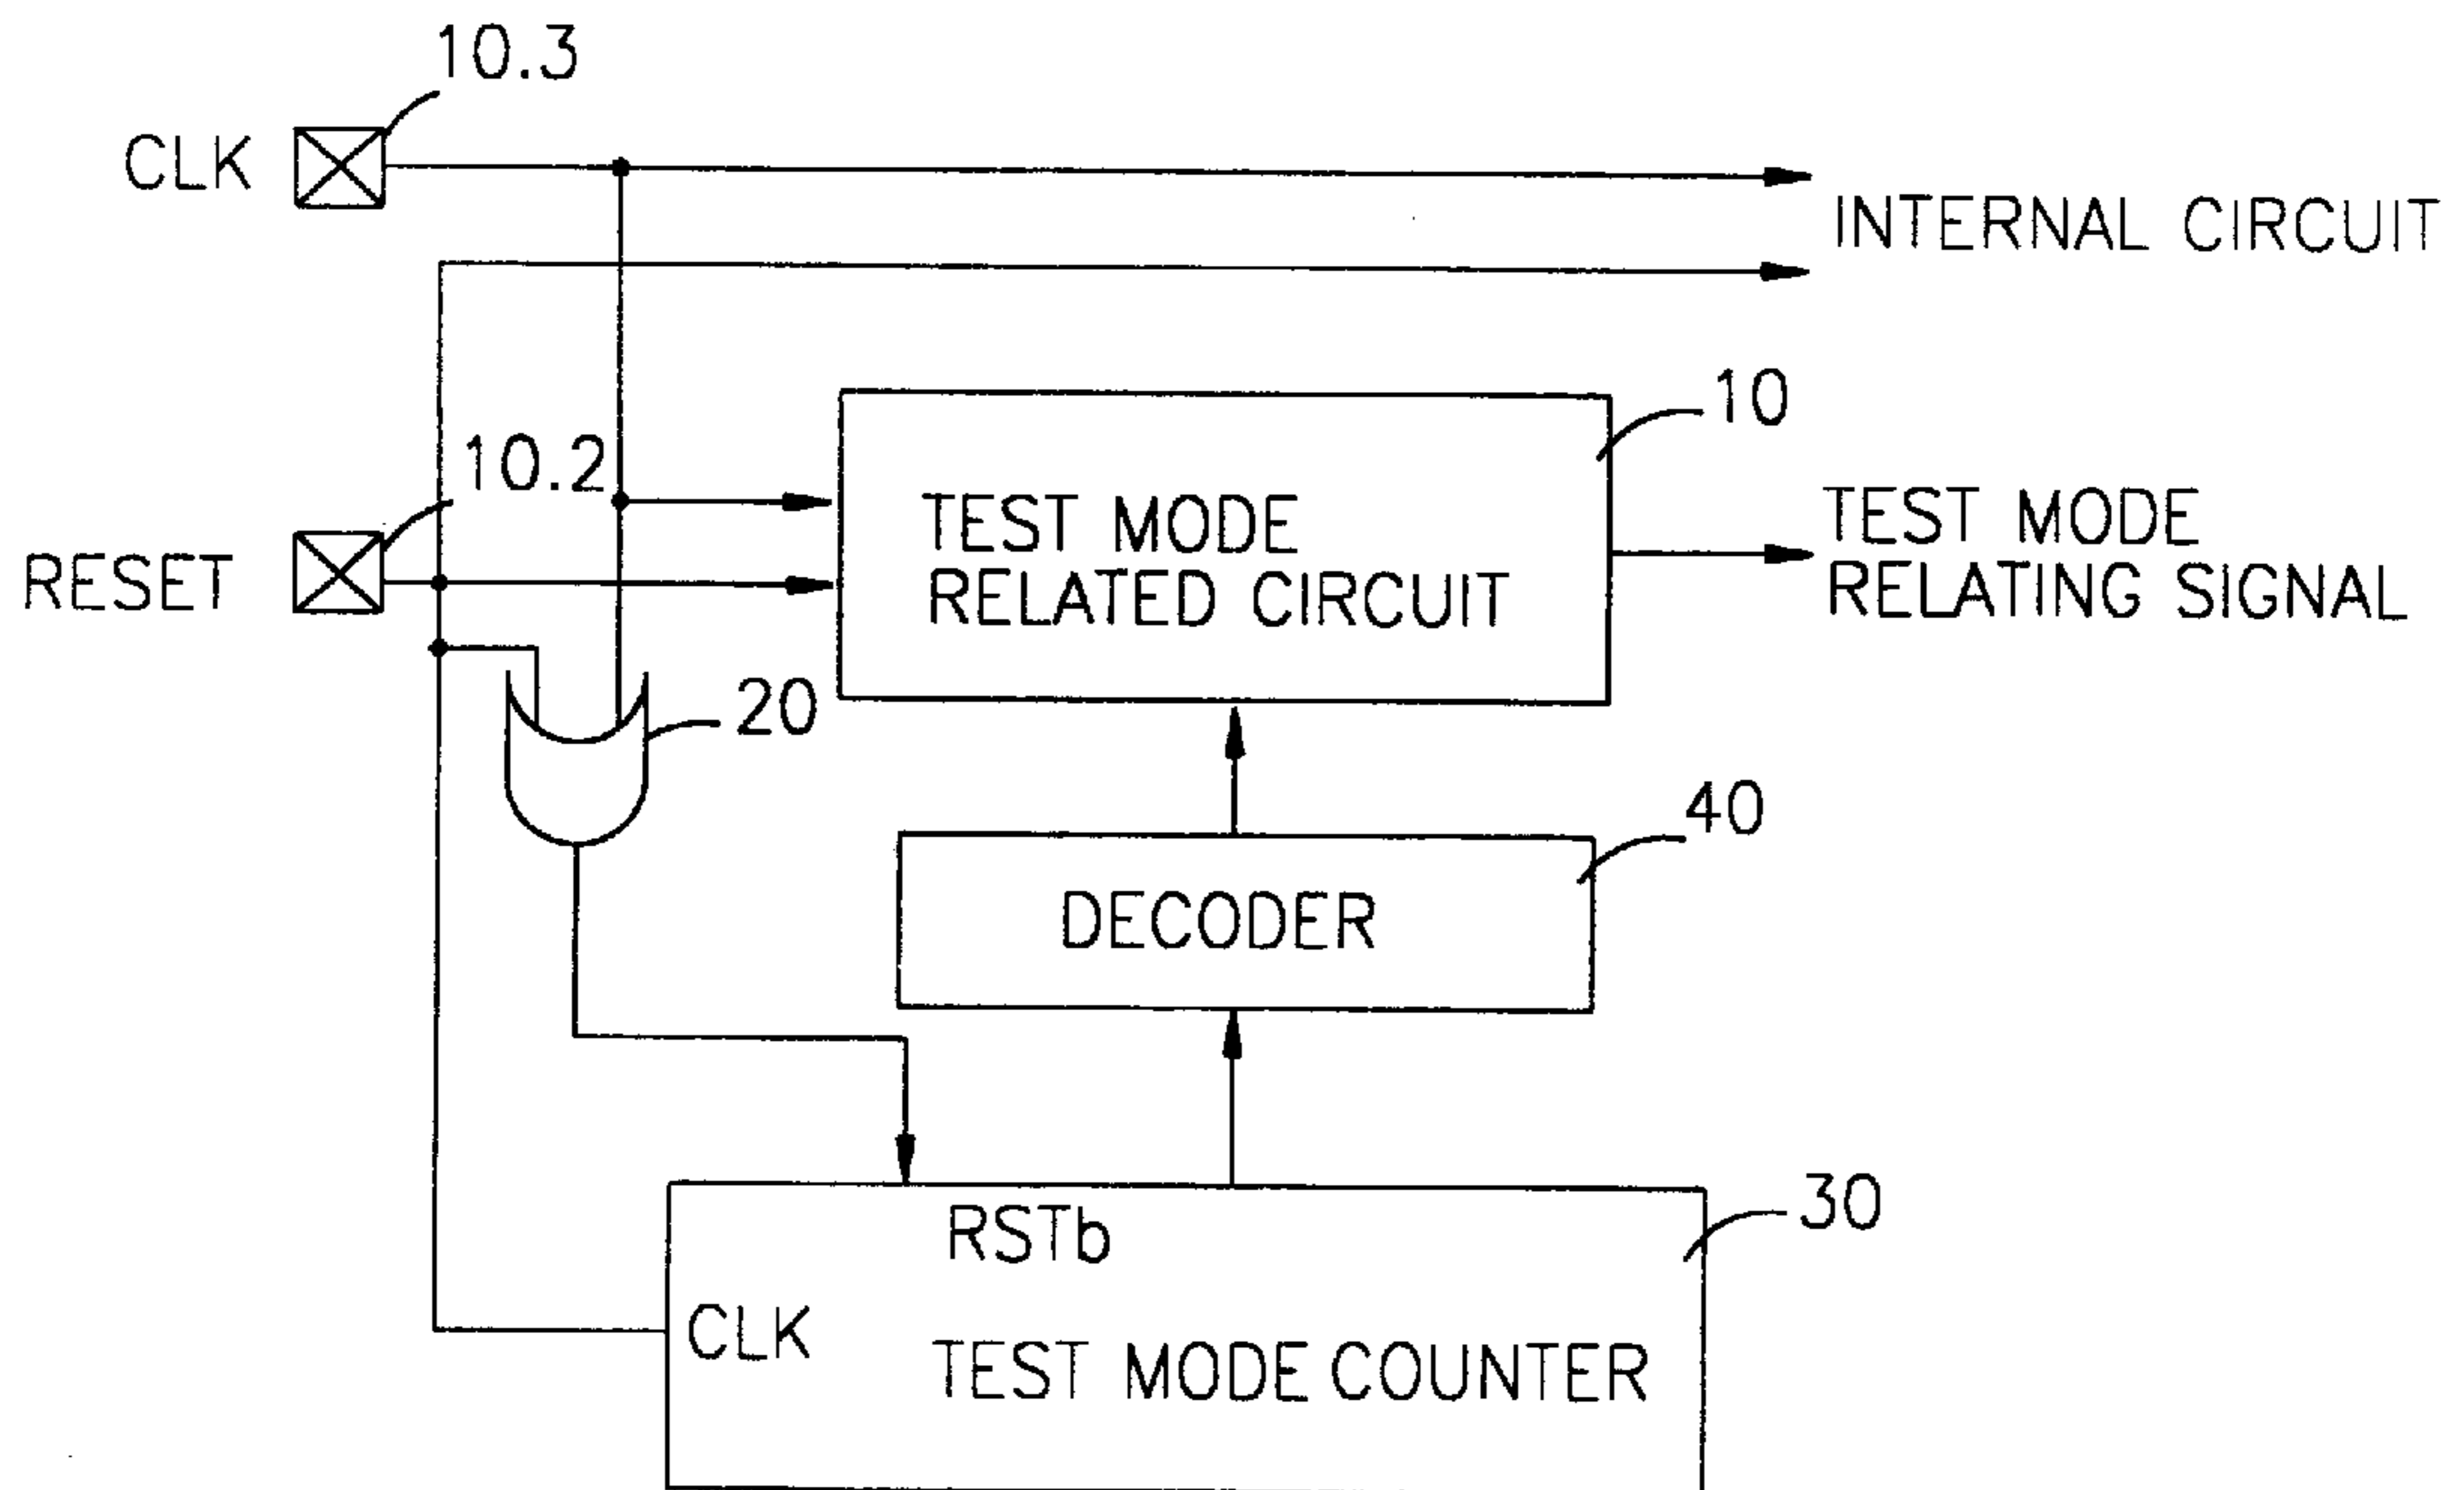 10.3
CLK
INTERNAL CIRCUIT
10
10.2
TEST MODE
RELATED CIRCUIT
TEST MODE
RELATING SIGNAL
RESET
20
40
DECODER
30
RSTb
CLK
TEST MODE COUNTER